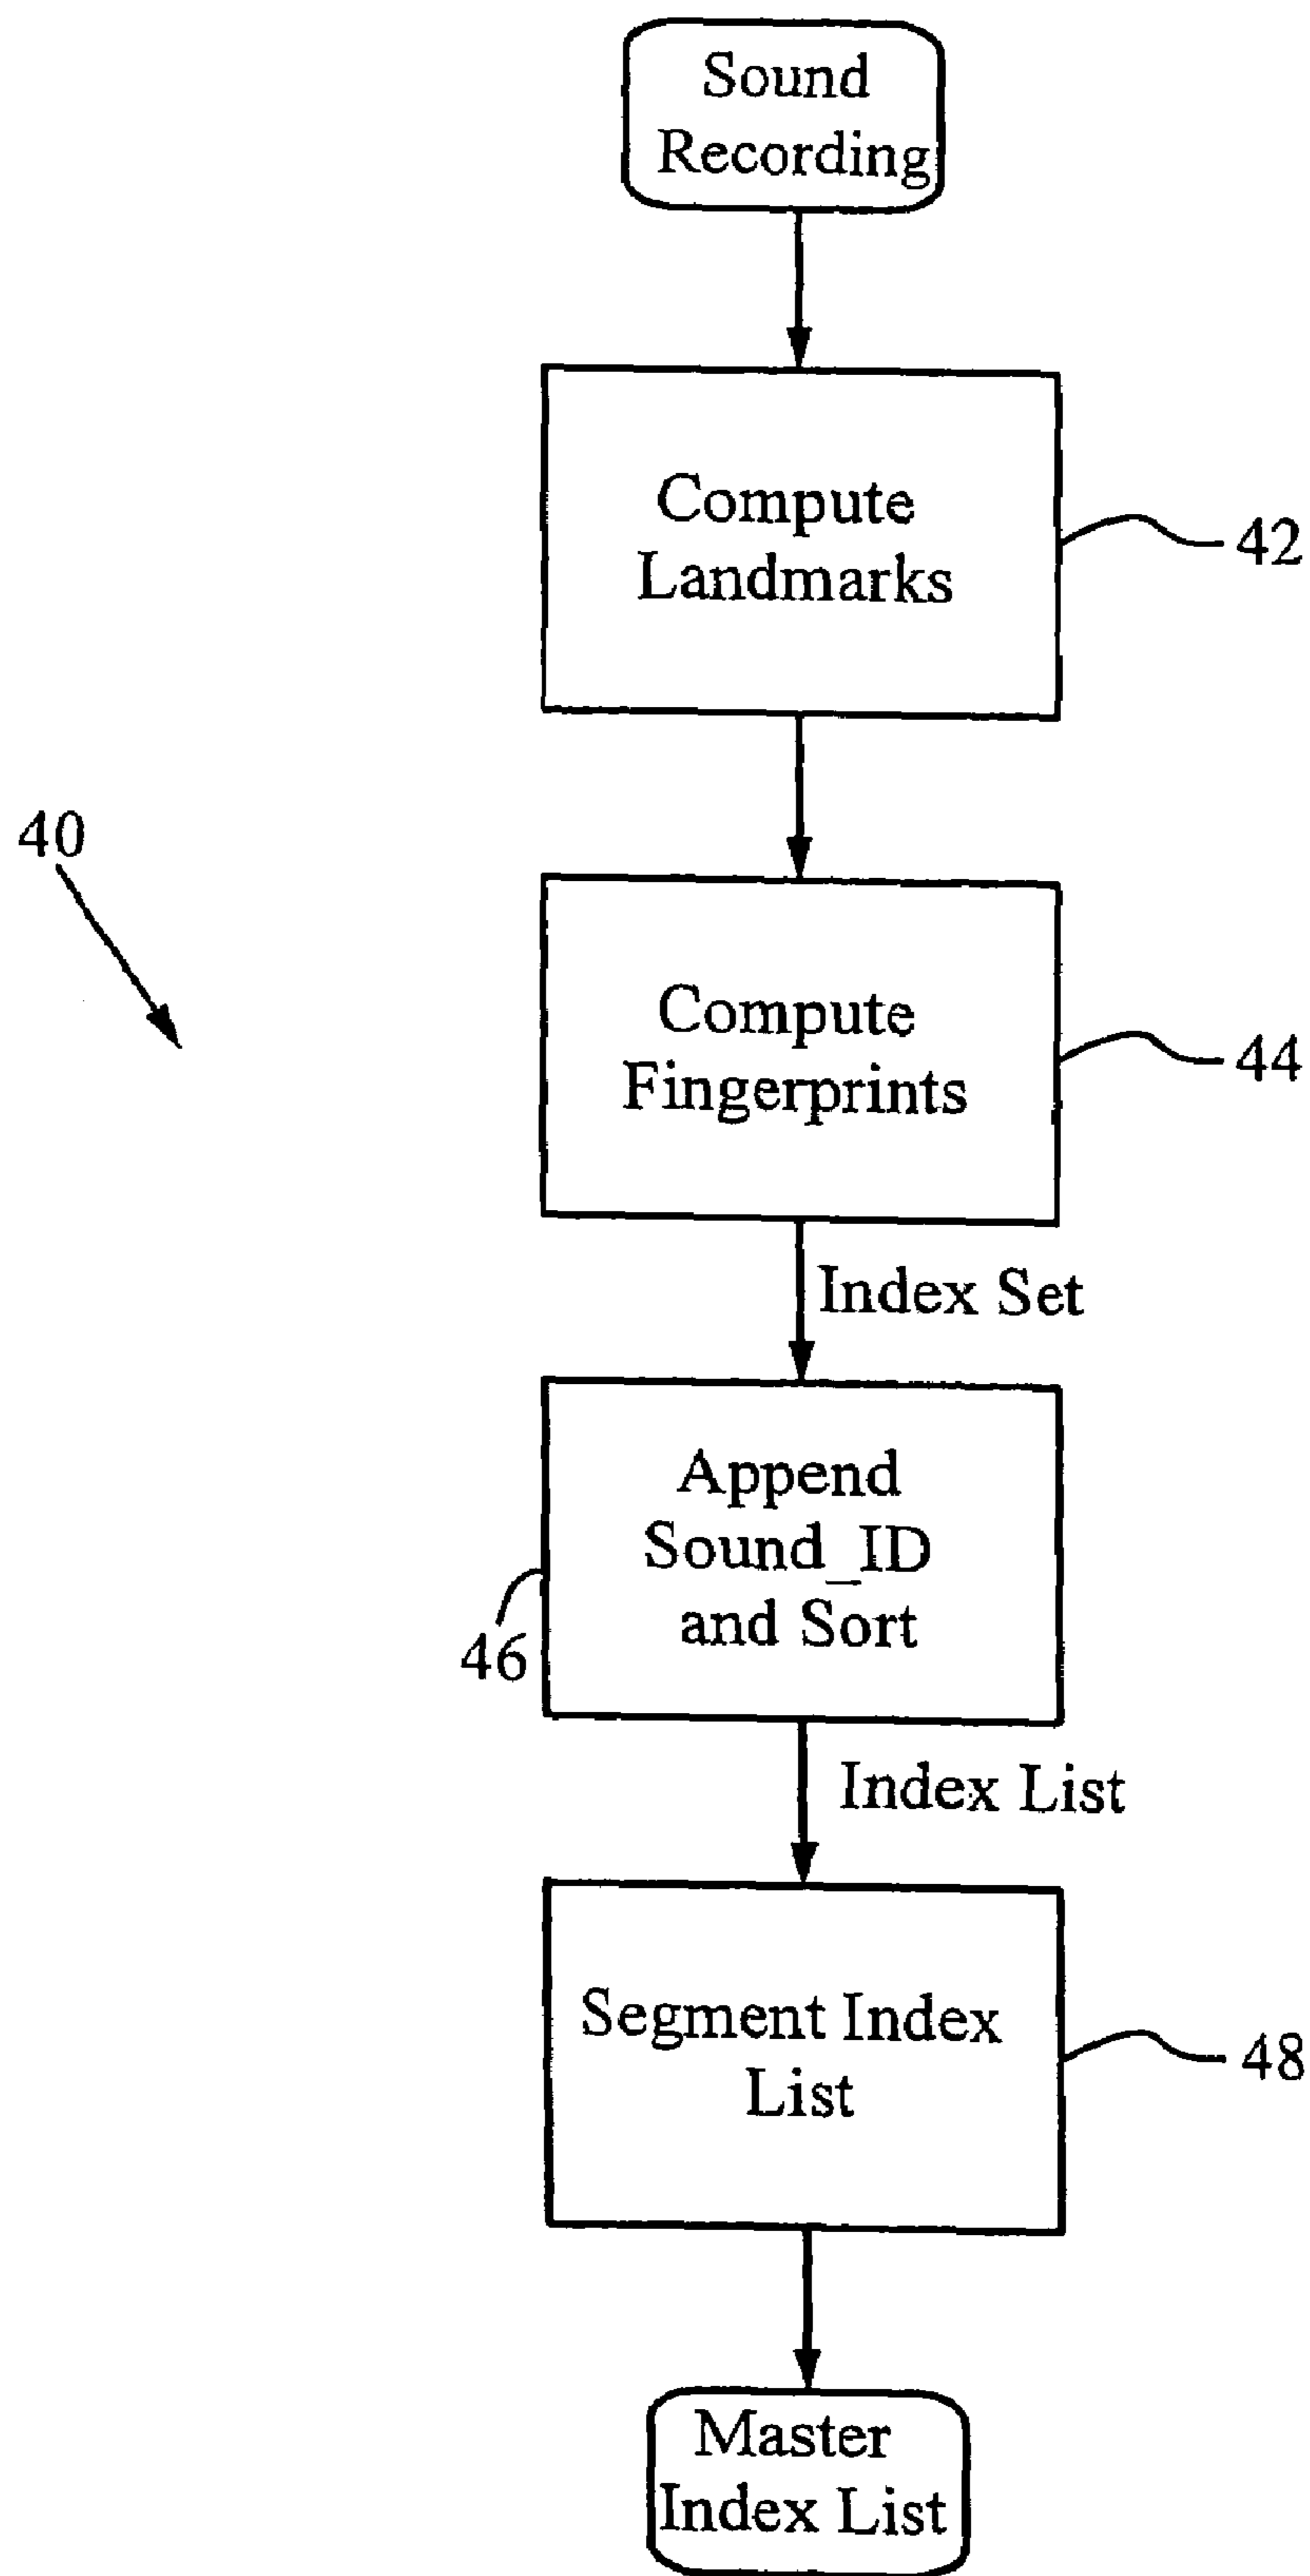 Sound
Recording
Compute
Landmarks
42
40
Compute
Fingerprints
44
Index Set
Append
Sound_ID
and Sort
46
Index List
Segment Index
List
48
Master
Index List